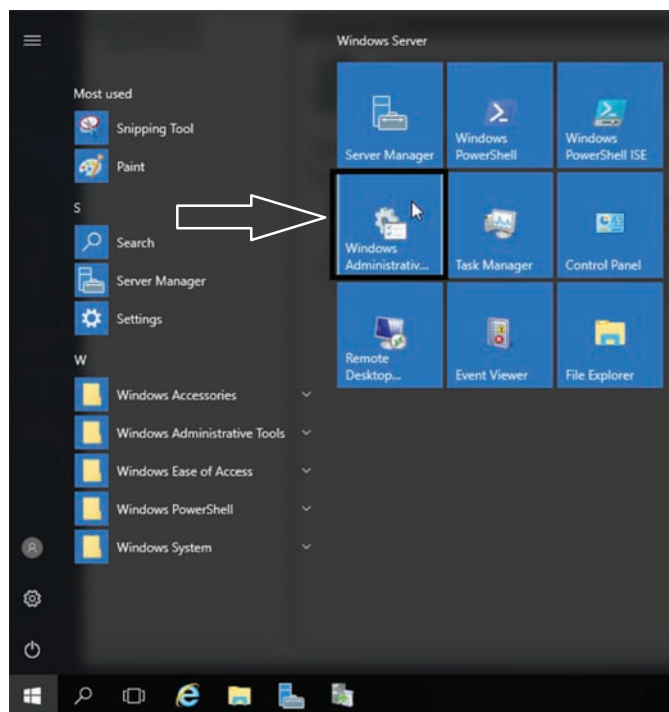 Windows Server
Most used
Snipping Tool
Paint
S
Search
Server Manager
Settings
W
Windows Accessories
Windows Administrative Tools
Windows Ease of Access
Windows PowerShell
Windows System
Server Manager
Windows
PowerShell
Windows
PowerShell ISE
Windows
Administrativ...
Task Manager
Control Panel
Remote
Desktop...
Event Viewer
File Explorer